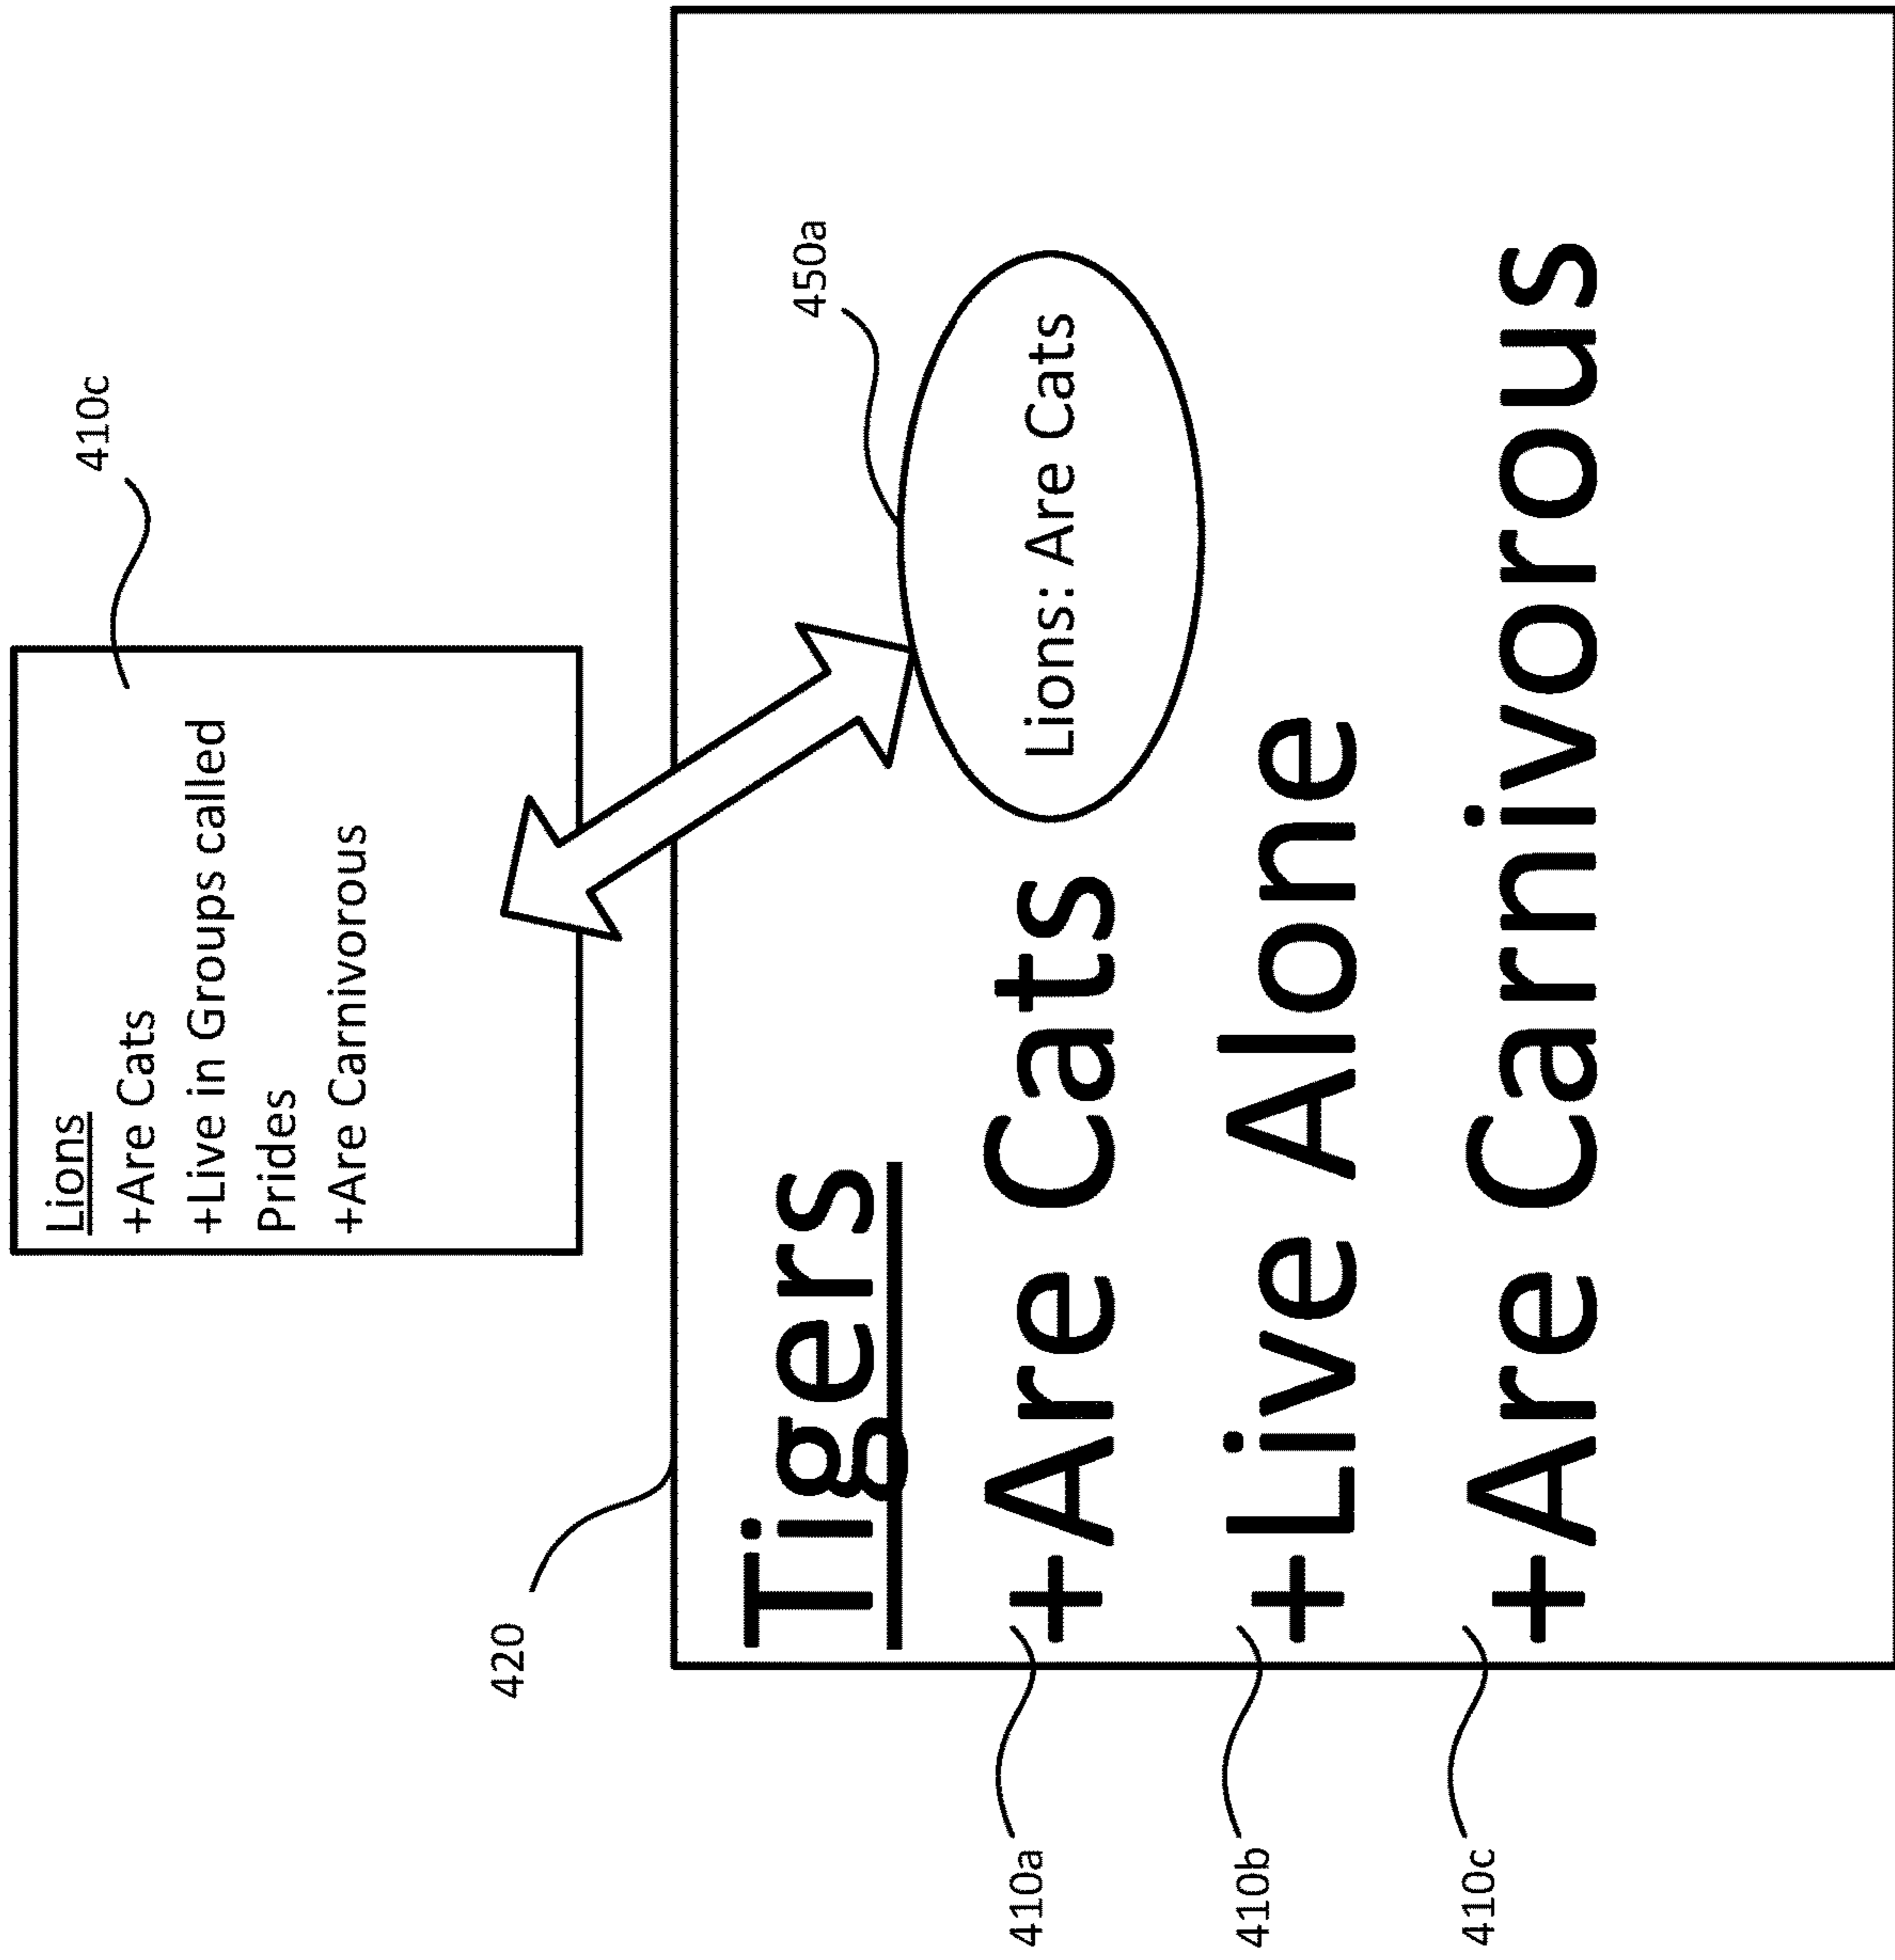 410c
Lions
+Are Cats
+Live in Groups called
Prides
+Are Carnivorous
420
450a
Tigers
410a
+Are Cats
Lions: Are Cats
410b
+Live Alone
410c
+Are Carnivorous